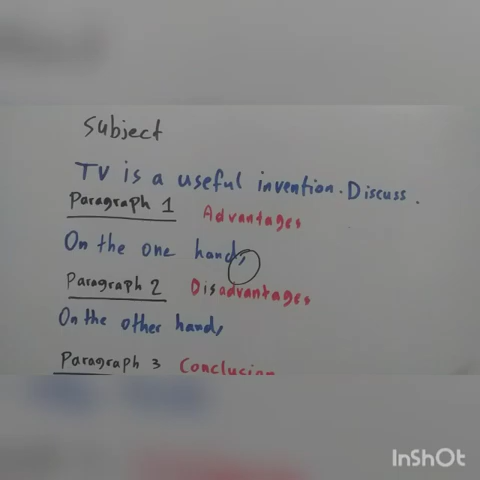 Subject
TV is a useful invention. Discuss.
Paragraph 1 Advantages
On the one hand,
Paragraph 2 Disadvantages
On the other hand,
Paragraph 3 Conclusion
InShOt